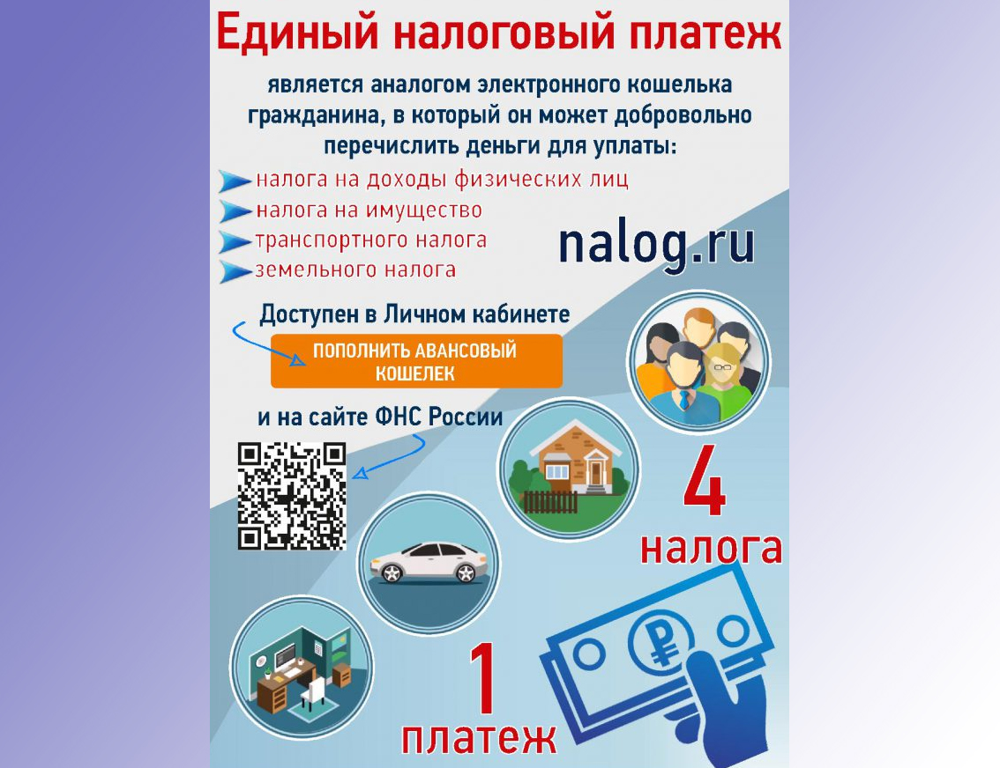 Единый налоговый платеж
является аналогом электронного кошелька
гражданина, в который он может добровольно
перечислить деньги для уплаты:
налога на доходы физических лиц
налога на имущество
транспортного налога
земельного налога
nalog.ru
Доступен в Личном кабинете
ПОПОЛНИТЬ АВАНСОВЫЙ
КОШЕЛЕК
и на сайте ФНС России
4
налога
1
платеж